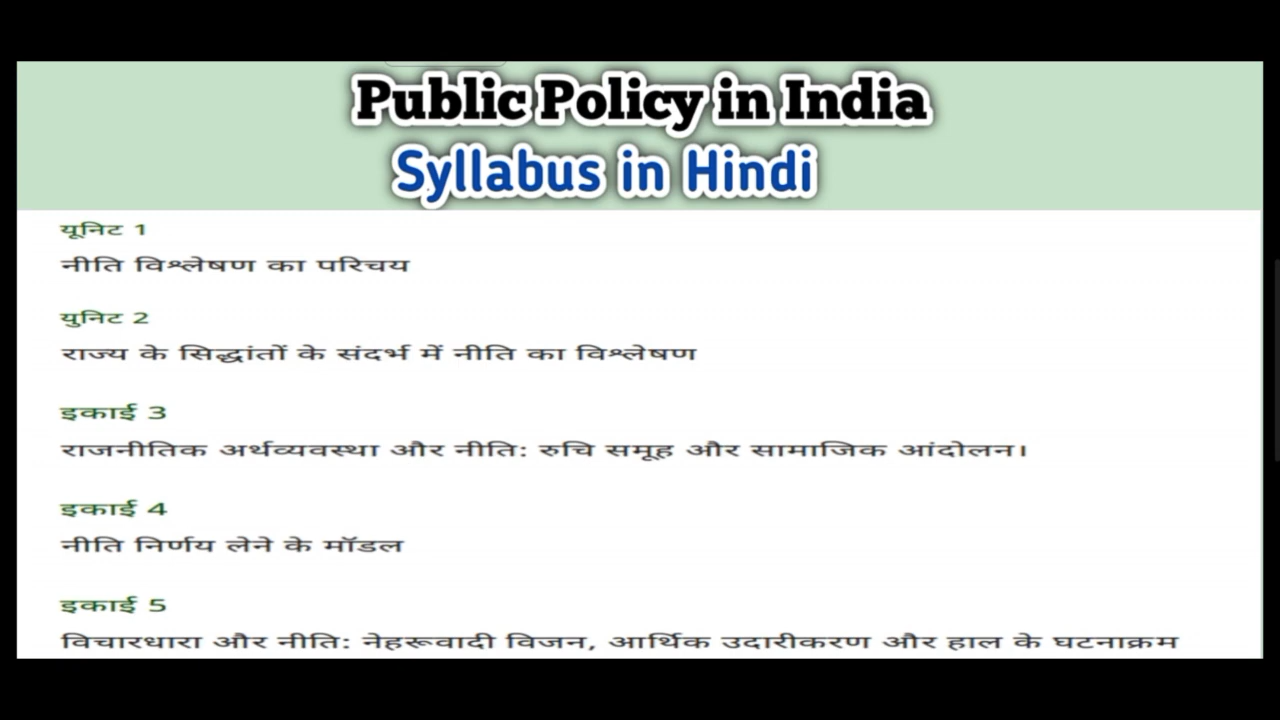 Public Policy in India
Syllabus in Hindi
यूनिट 1
नीति विश्लेषण का परिचय
युनिट 2
राज्य के सिद्धांतों के संदर्भ में नीति का विश्लेषण
इकाई 3
राजनीतिक अर्थव्यवस्था और नीति: रुचि समूह और सामाजिक आंदोलन।
इकाई 4
नीति निर्णय लेने के मॉडल
इकाई 5
विचारधारा और नीति: नेहरूवादी विजन, आर्थिक उदारीकरण और हाल के घटनाक्रम